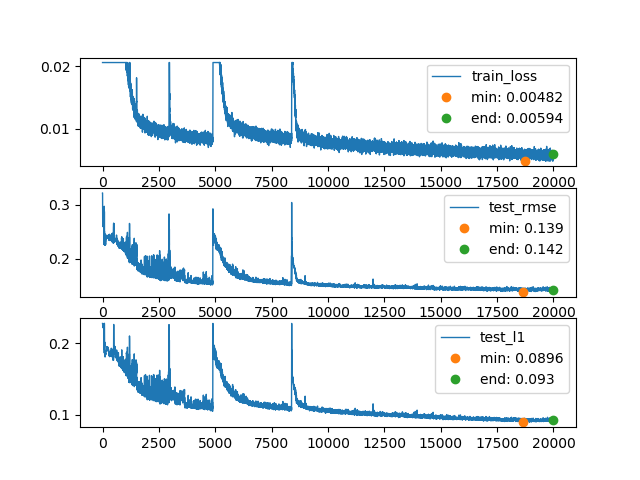 0.02
0.01
train_loss
min: 0.00482
end: 0.00594
0 2500 5000 7500 10000 12500 15000 17500 20000
0.3
0.2
test_rmse
min: 0.139
end: 0.142
0 2500 5000 7500 10000 12500 15000 17500 20000
0.2
0.1
test_l1
min: 0.0896
end: 0.093
0 2500 5000 7500 10000 12500 15000 17500 20000